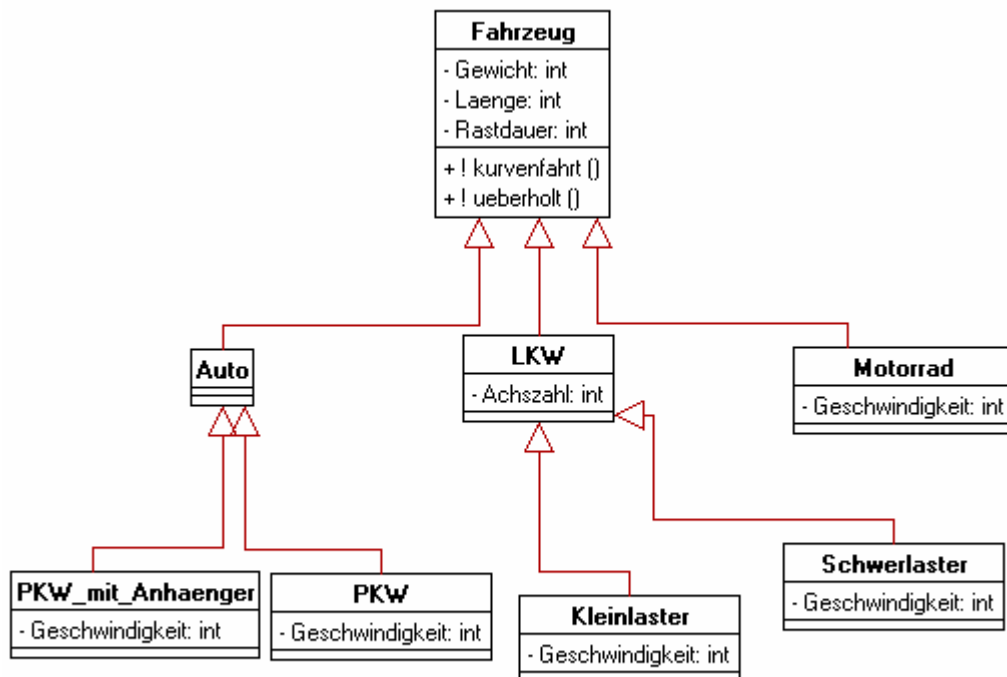 Fahrzeug
- Gewicht: int
- Laenge: int
- Rastdauer: int
+ ! kurvenfahrt ()
+ ! ueberholt ()
Auto
LKW
- Achszahl: int
Motorrad
- Geschwindigkeit: int
PKW_mit_Anhaenger
- Geschwindigkeit: int
PKW
- Geschwindigkeit: int
Kleinlaster
- Geschwindigkeit: int
Schwerlaster
- Geschwindigkeit: int